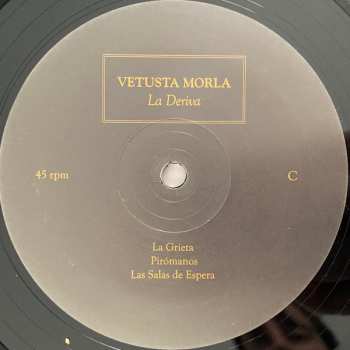 VETUSTA MORLA
La Deriva
45 rpm
C
La Grieta
Pirómanos
Las Salas de Espera